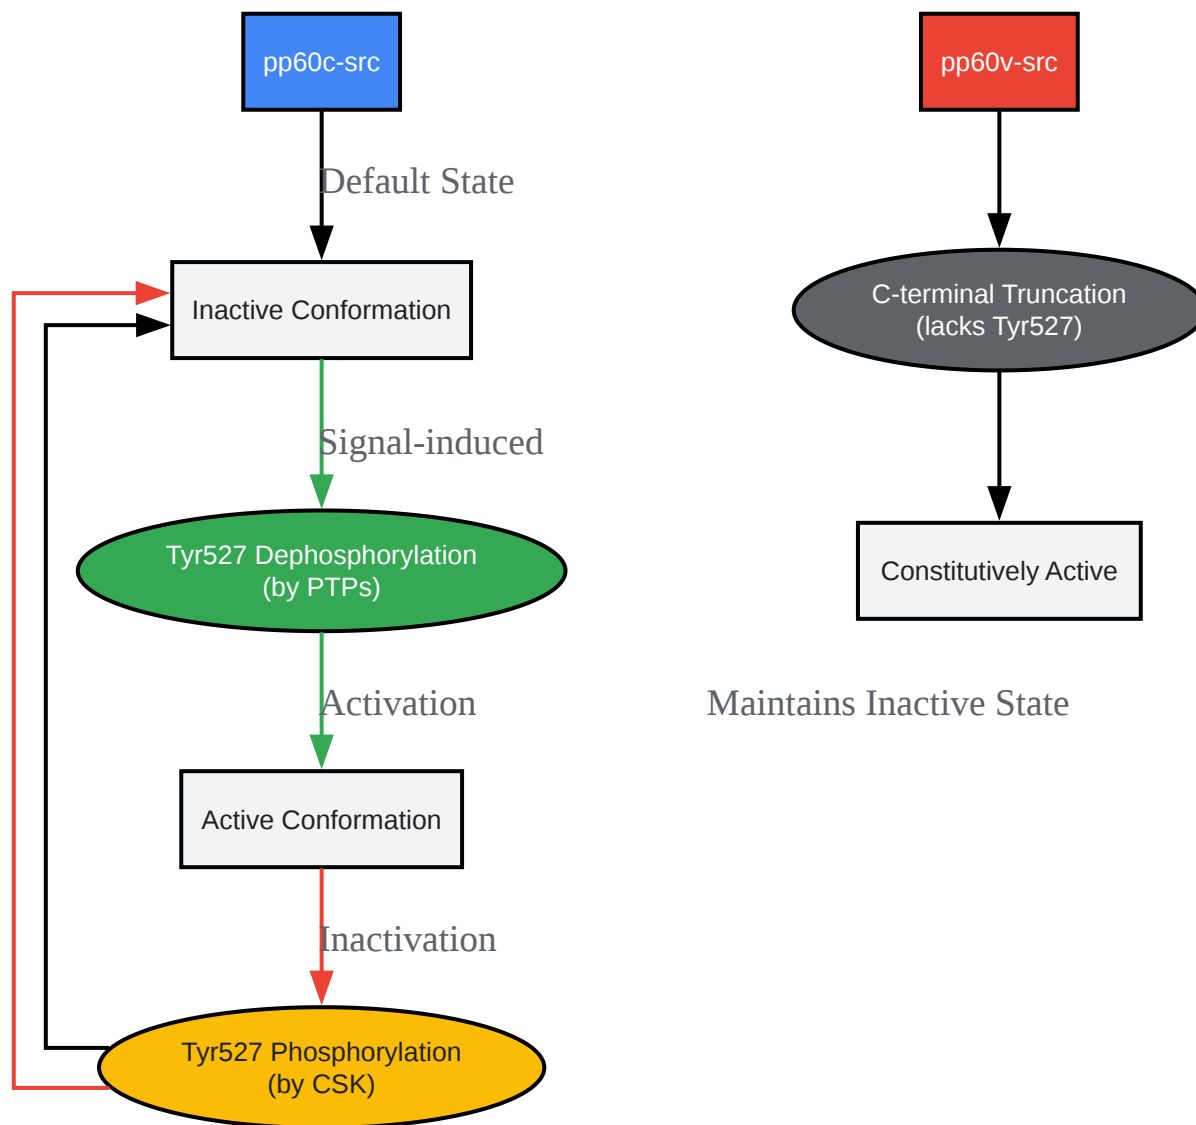 pp60c-src
pp60v-src
Default State
C-terminal Truncation
(lacks Tyr527)
Inactive Conformation
Signal-induced
Tyr527 Dephosphorylation
(by PTPs)
Constitutively Active
Activation
Maintains Inactive State
Active Conformation
Inactivation
Tyr527 Phosphorylation
(by CSK)